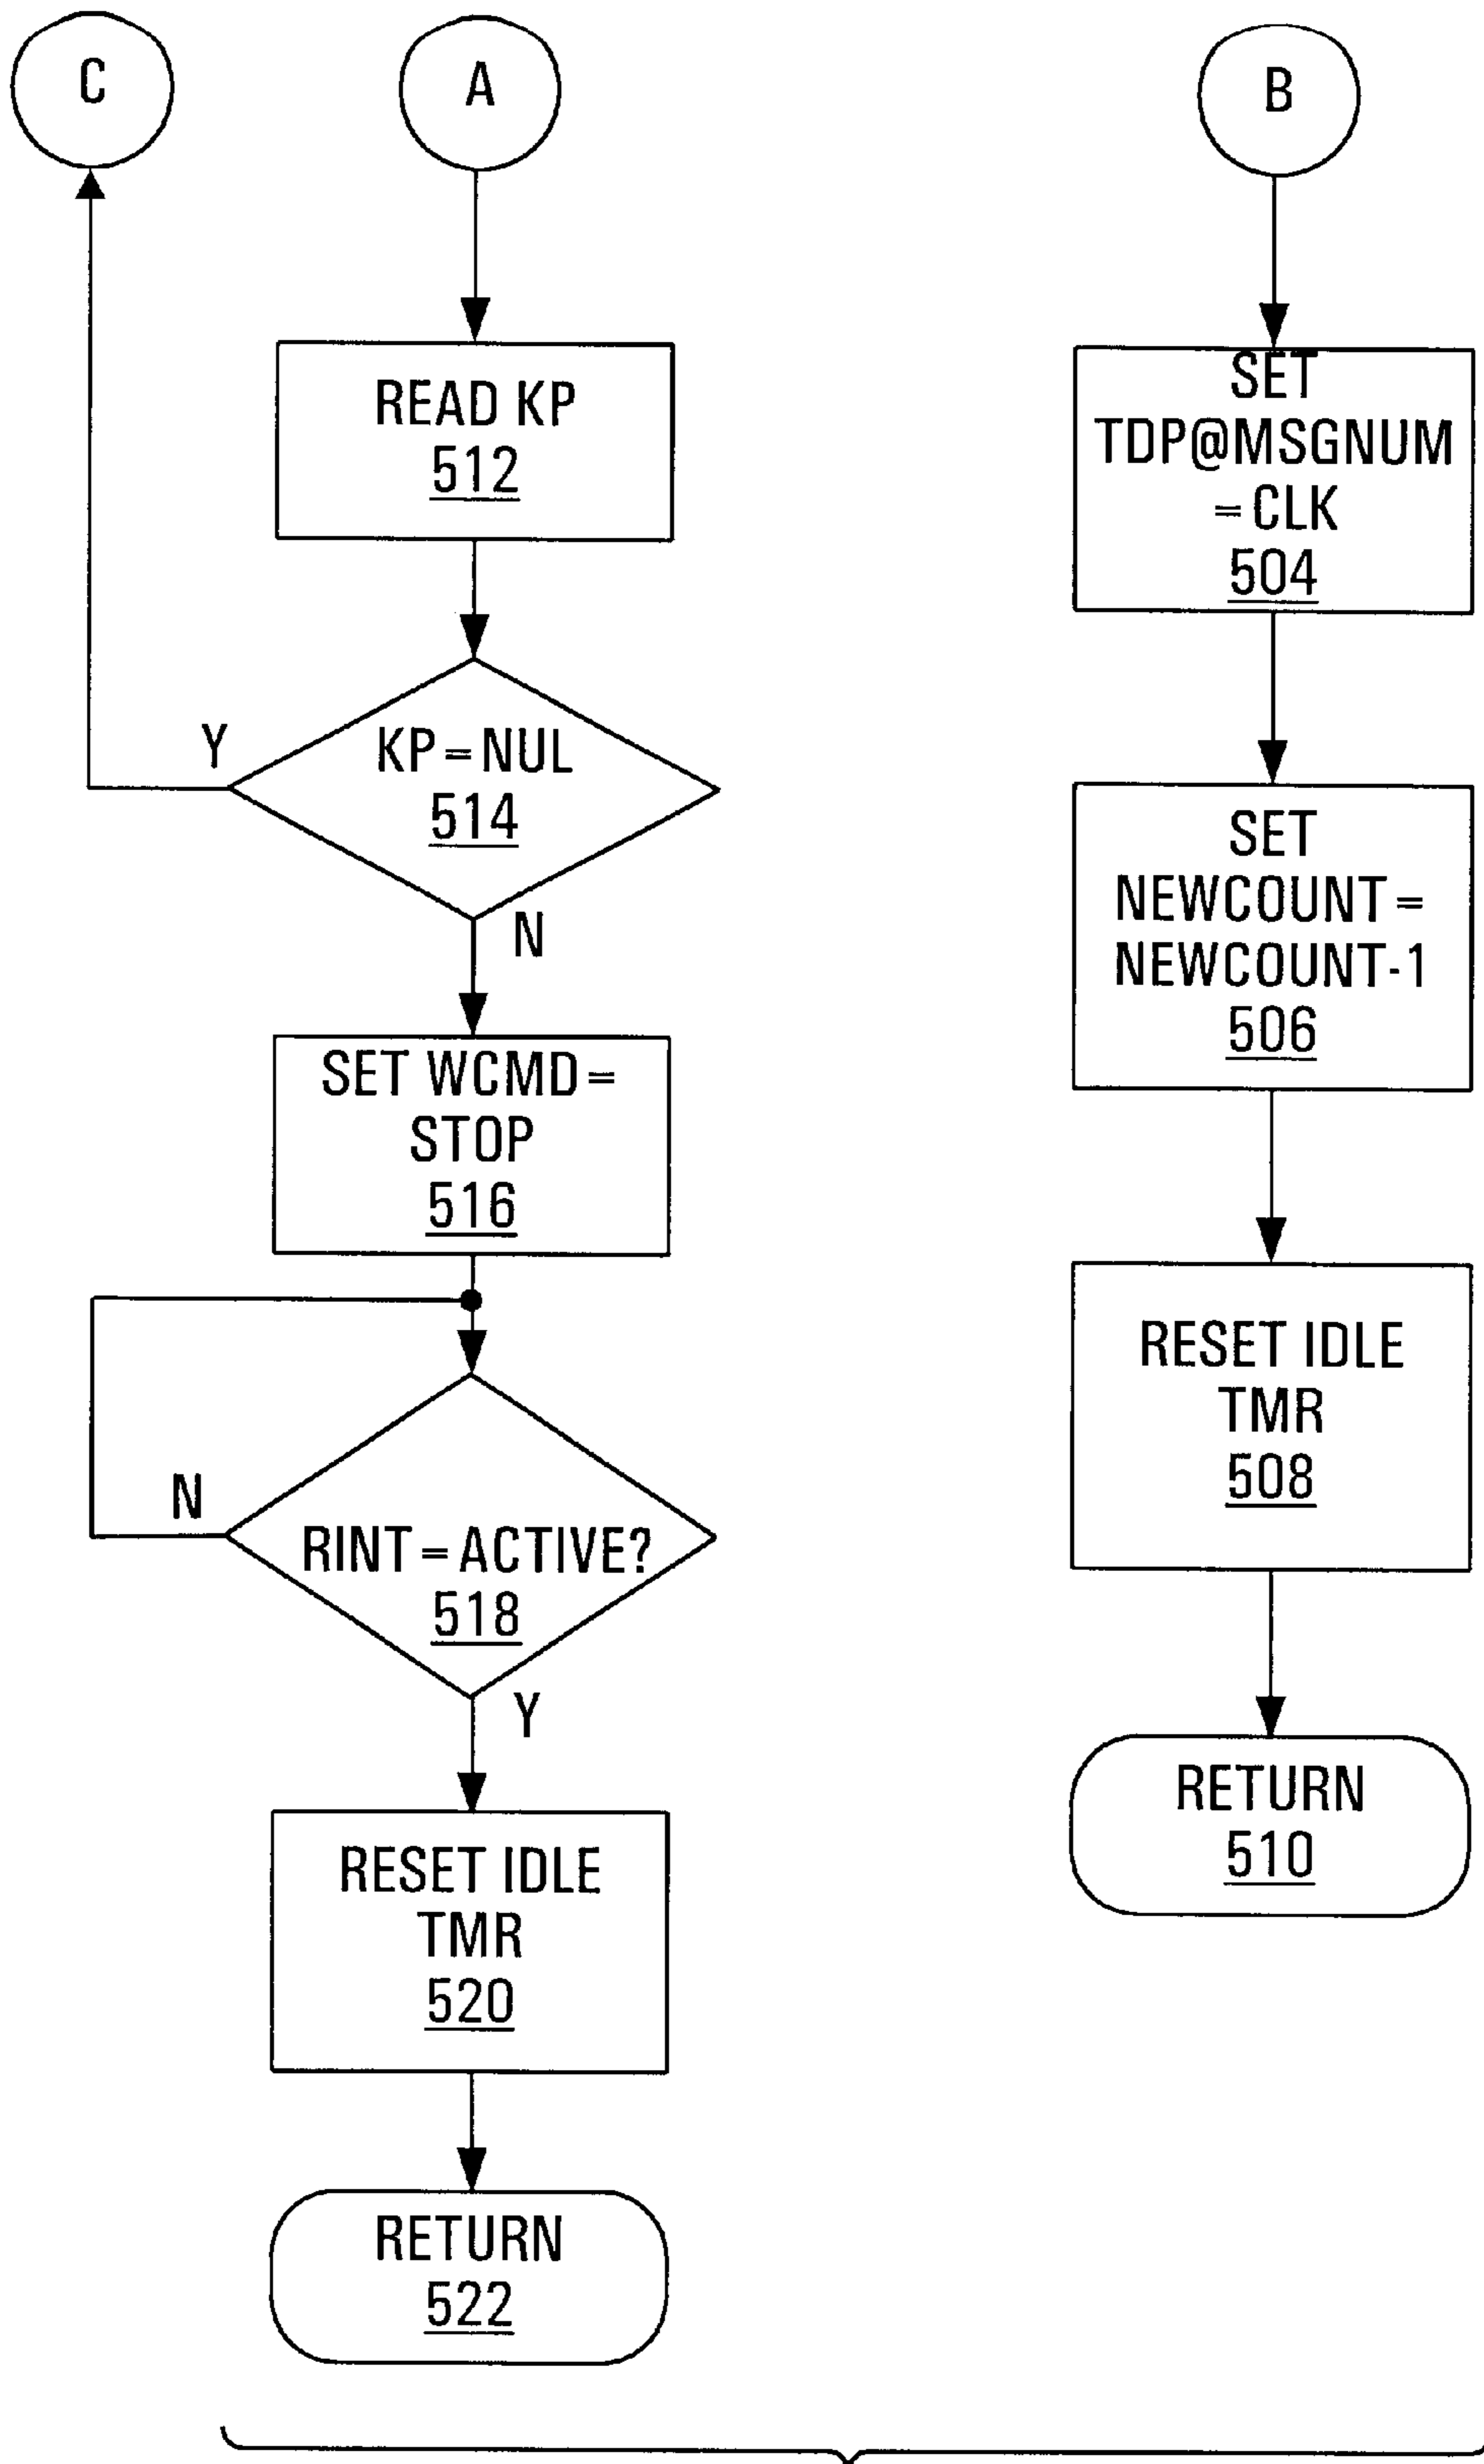 C
A
READ KP
512
Y
KP=NUL
514
N
SET WCMD=
STOP
516
N
RINT=ACTIVE?
518
Y
RESET IDLE
TMR
520
RETURN
522
B
SET
TDP@MSGNUM
=CLK
504
SET
NEWCOUNT=
NEWCOUNT-1
506
RESET IDLE
TMR
508
RETURN
510